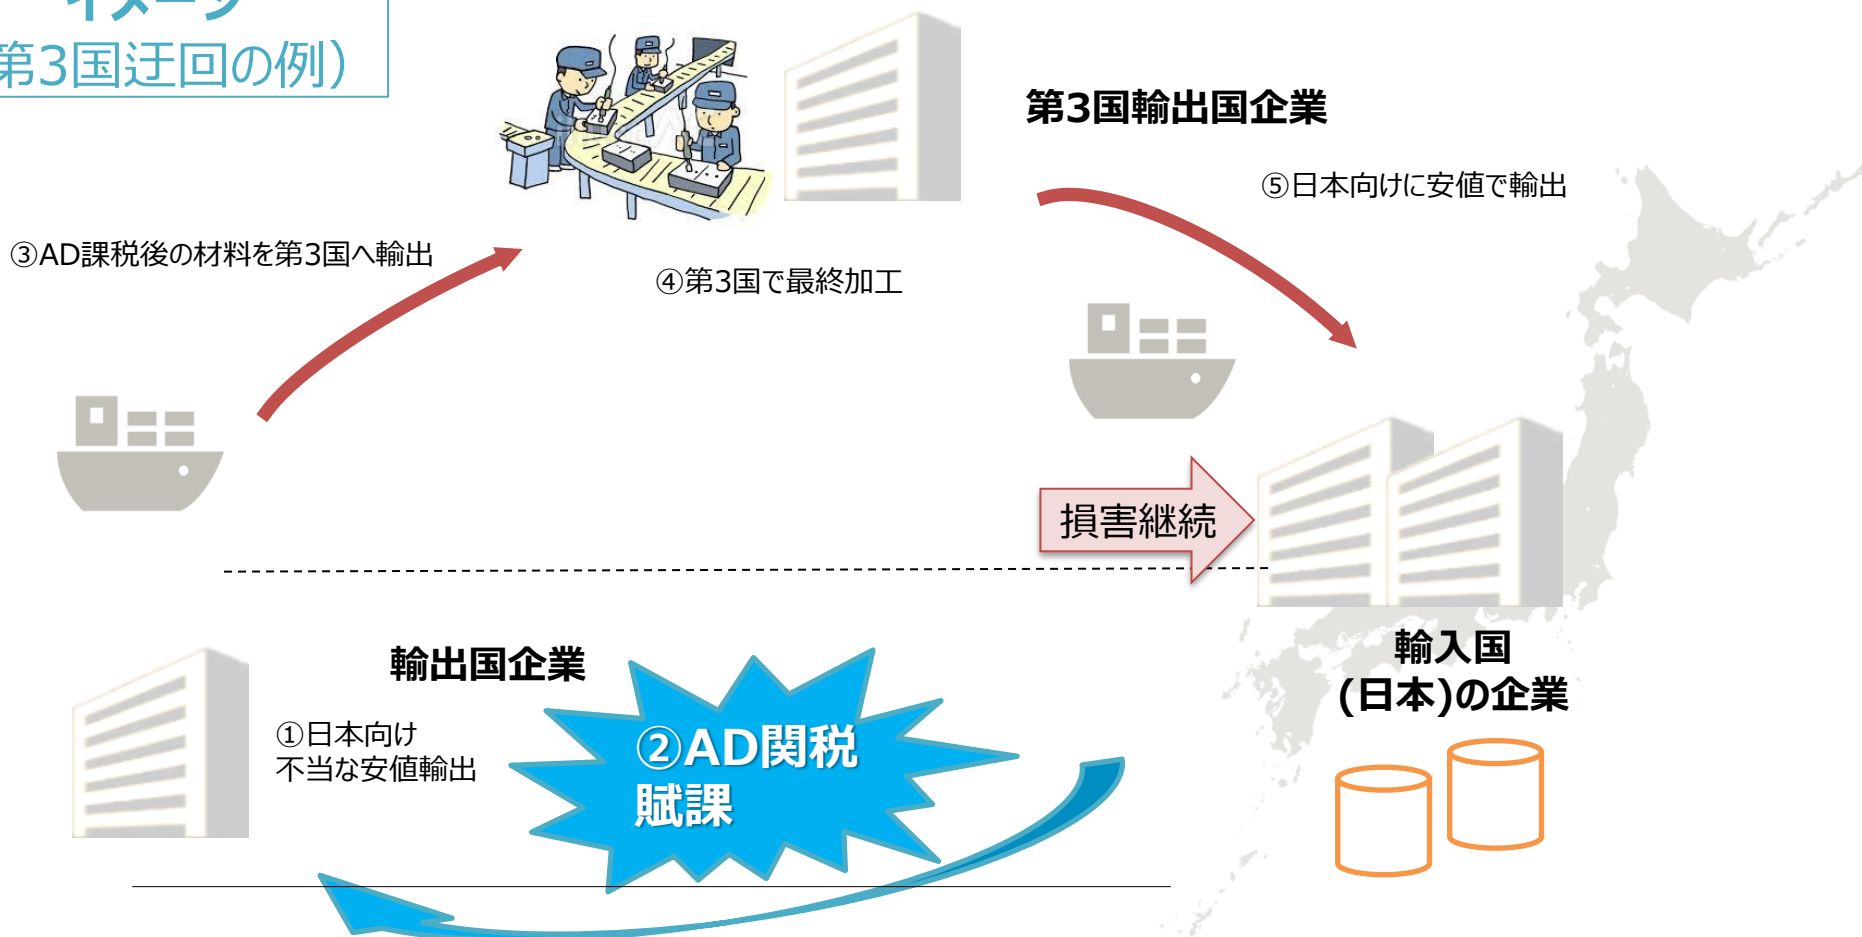 イメージ
第3国迂回の例）
第3国輸出国企業
⑤日本向けに安値で輸出
③AD課税後の材料を第3国へ輸出
④第3国で最終加工
損害継続
輸出国企業
①日本向け
不当な安値輸出
②AD関税
賦課
輸入国
(日本)の企業